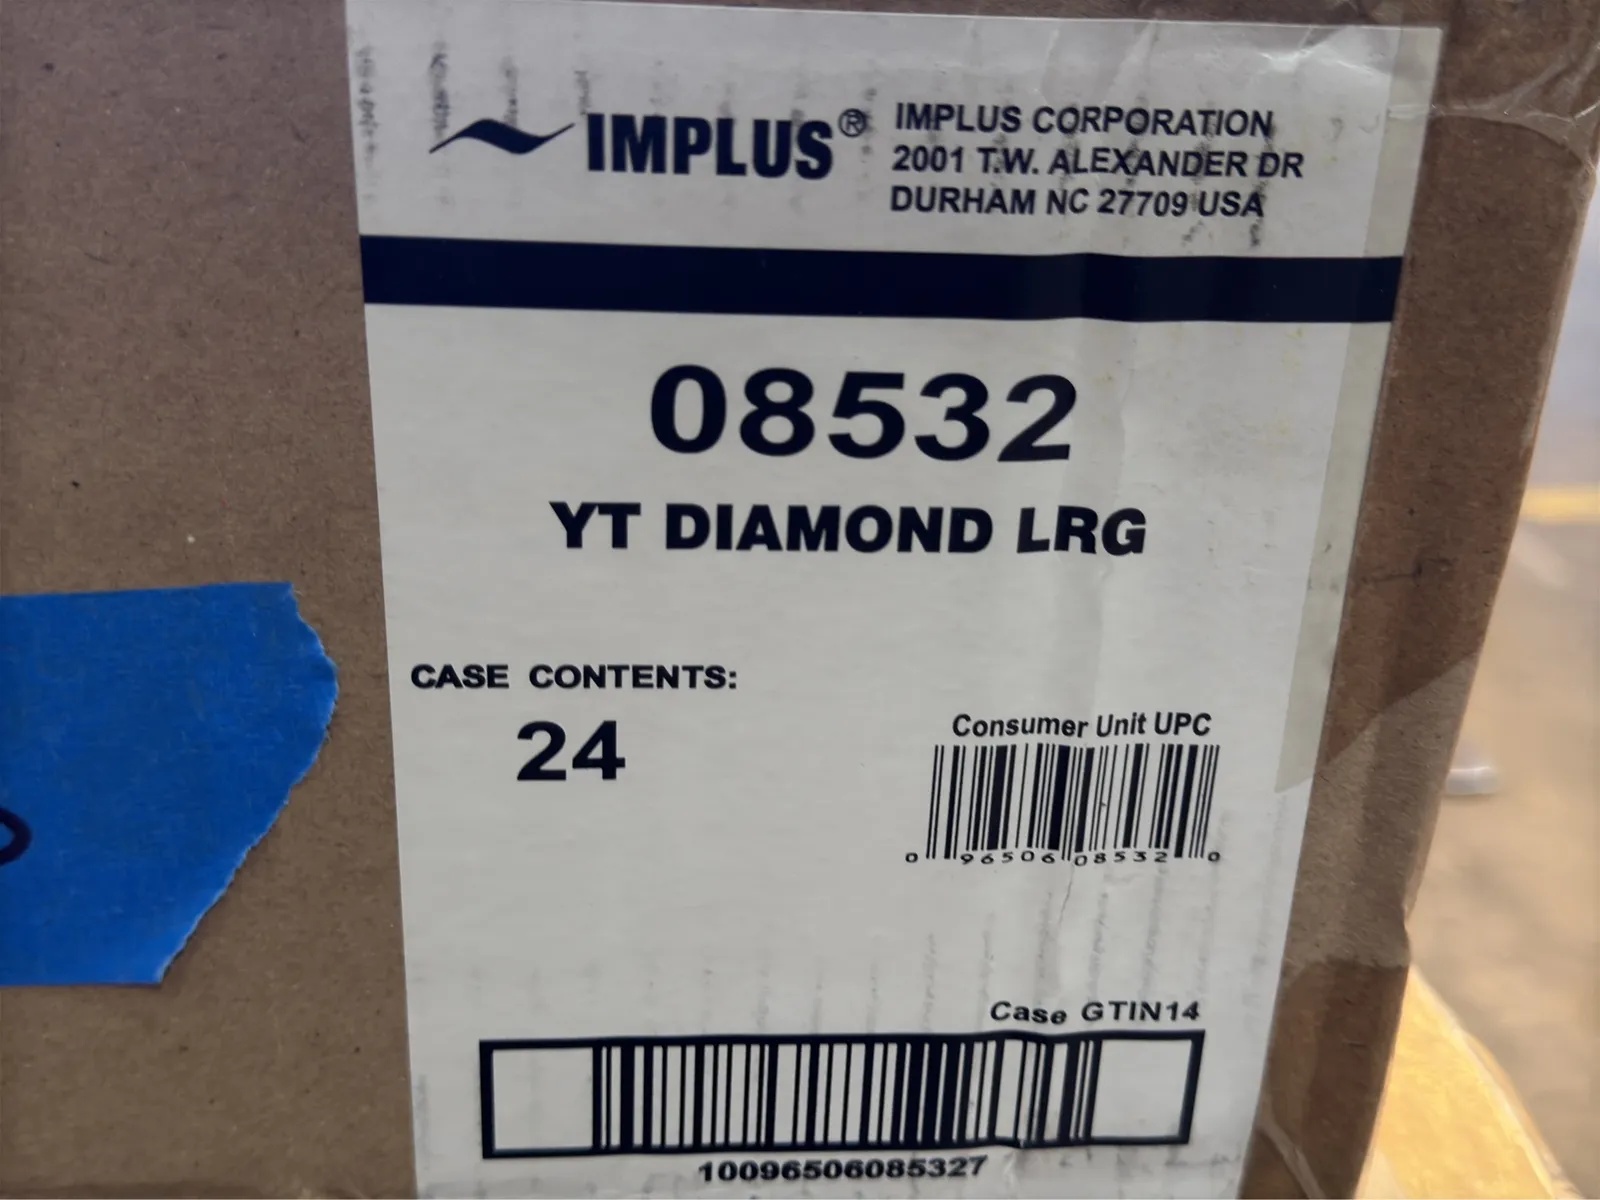 IMPLUS®
IMPLUS CORPORATION
2001 T.W. ALEXANDER DR
DURHAM NC 27709 USA
08532
YT DIAMOND LRG
CASE CONTENTS:
24
Consumer Unit UPC
0 96506 08532 0
Case GTIN14
10096506085327